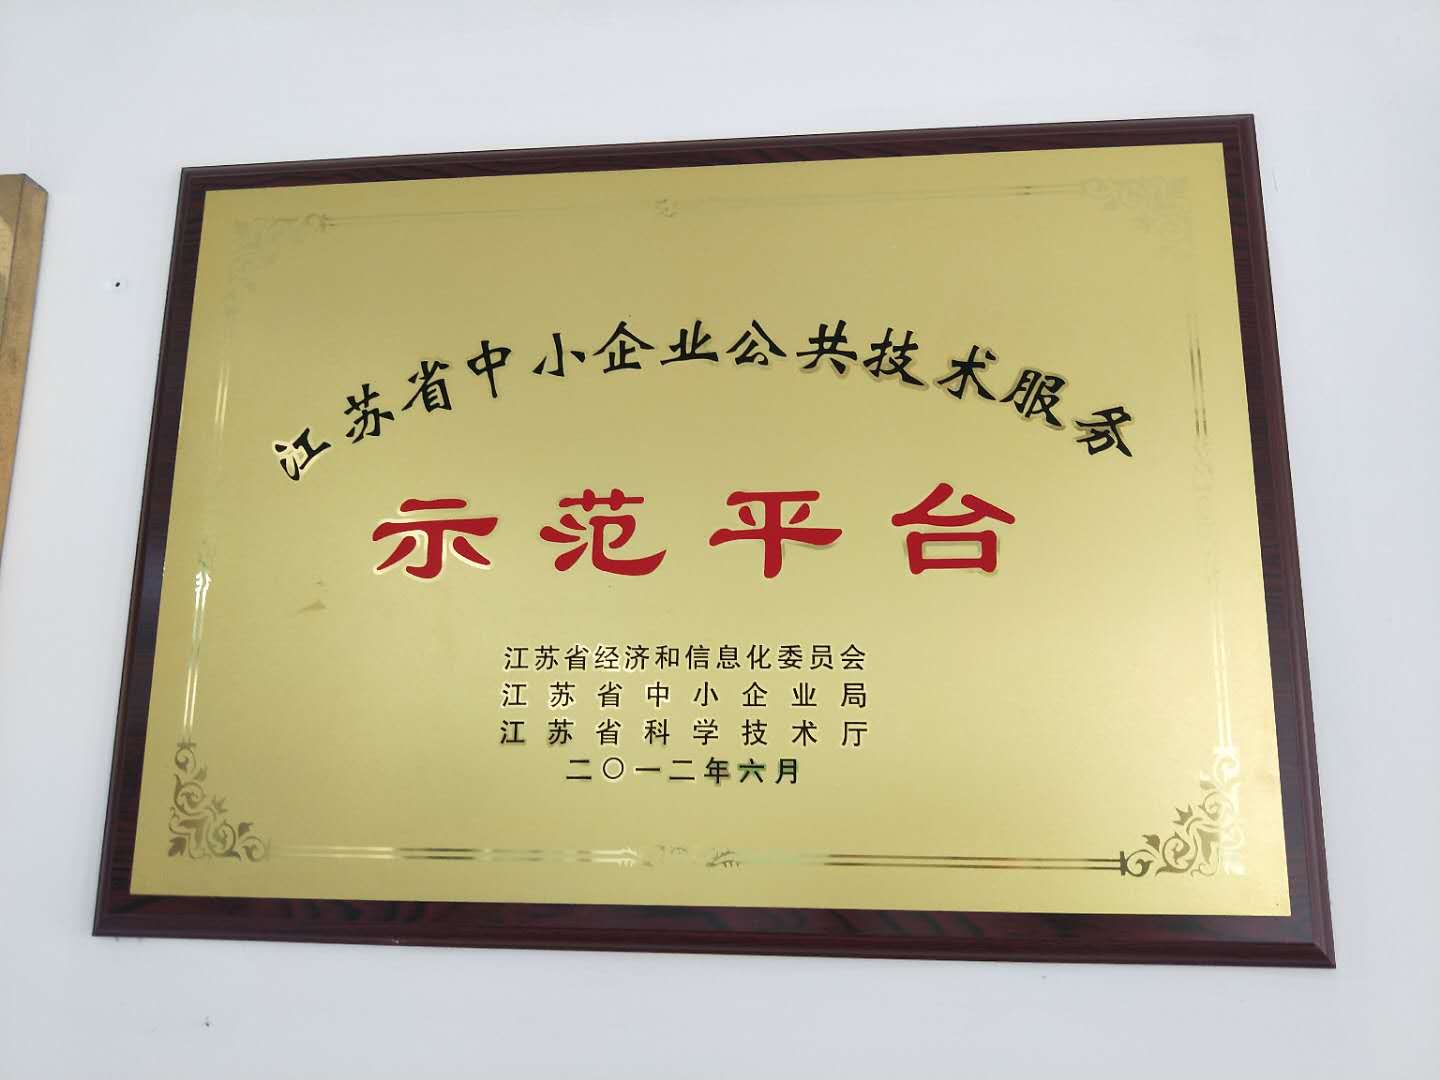 江苏省中小企业公共技术服务
示范平台
江苏省经济和信息化委员会
江苏省中小企业局
江苏省科学技术厅
二〇一二年六月